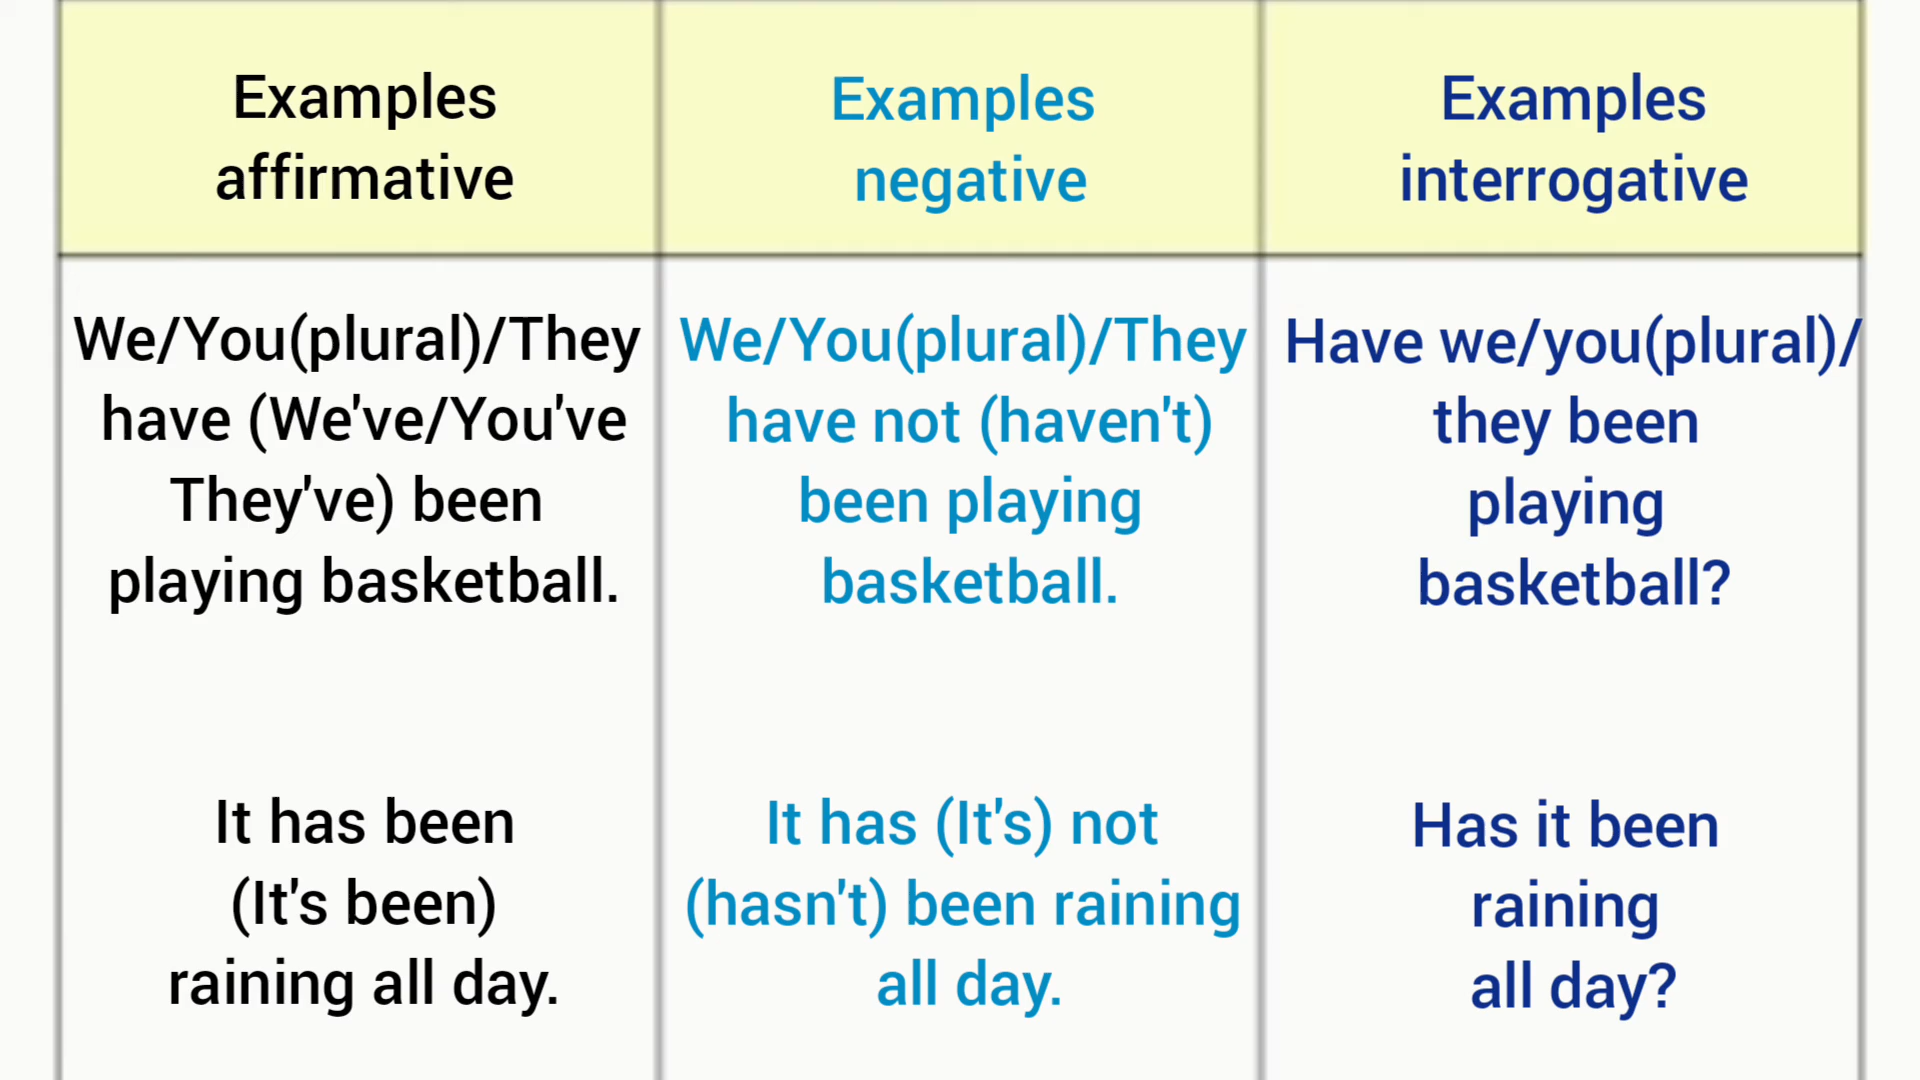 Examples
affirmative
Examples
negative
Examples
interrogative
We/You(plural)/They
have (We've/You've
They've) been
playing basketball.
We/You(plural)/They
have not (haven't)
been playing
basketball.
Have we/you(plural)/
they been
playing
basketball?
It has been
(It's been)
raining all day.
It has (It's) not
(hasn't) been raining
all day.
Has it been
raining
all day?